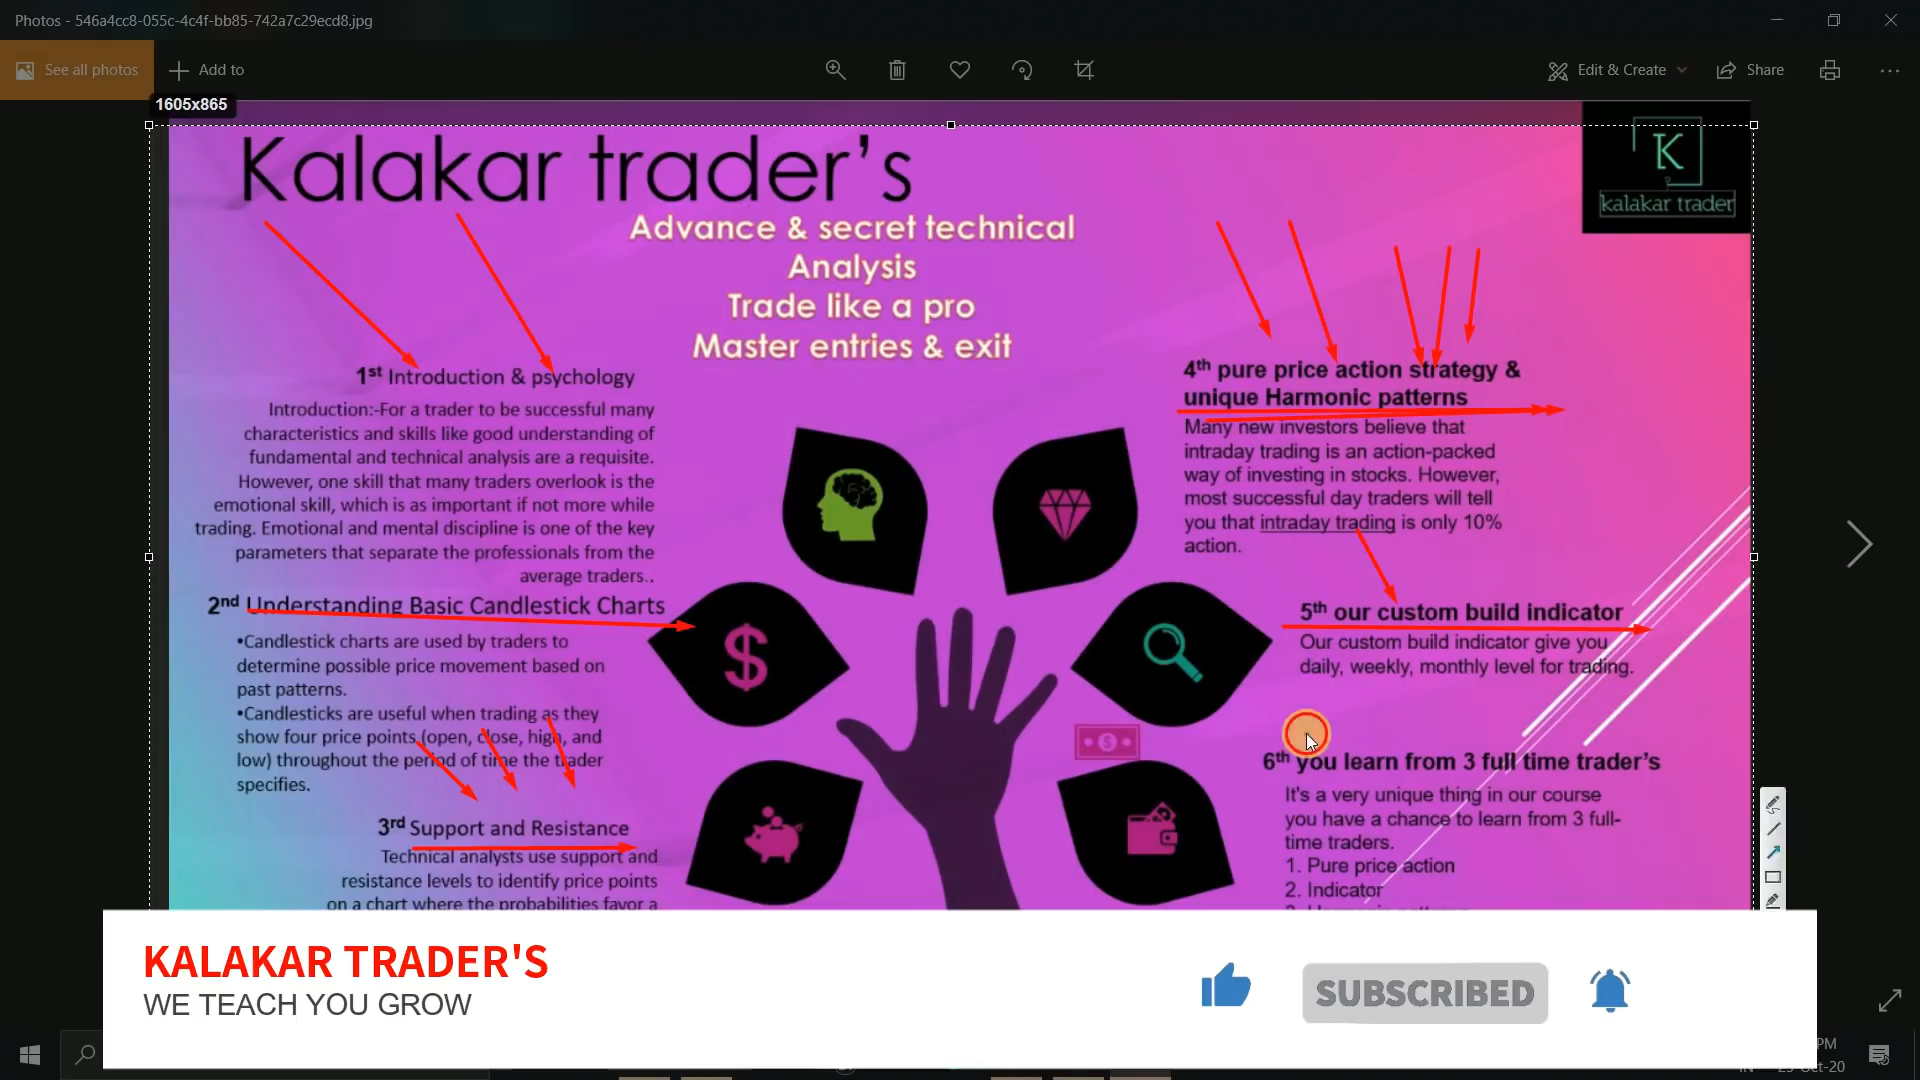 Photos - 546a4cc8-055c-4c4f-bb85-742a7c29ecd8.jpg
See all photos
Add to
Edit & Create
Share
1605x865
Kalakar trader's
K
kalakar trader
Advance & secret technical
Analysis
Trade like a pro
Master entries & exit
1st Introduction & psychology
Introduction:-For a trader to be successful many
characteristics and skills like good understanding of
fundamental and technical analysis are a requisite.
However, one skill that many traders overlook is the
emotional skill, which is as important if not more while
trading. Emotional and mental discipline is one of the key
parameters that separate the professionals from the
average traders..
2nd Understanding Basic Candlestick Charts
•Candlestick charts are used by traders to
determine possible price movement based on
past patterns.
•Candlesticks are useful when trading as they
show four price points (open, close, high, and
low) throughout the period of time the trader
specifies.
3rd Support and Resistance
Technical analysts use support and
resistance levels to identify price points
on a chart where the probabilities favor a
4th pure price action strategy &
unique Harmonic patterns
Many new investors believe that
intraday trading is an action-packed
way of investing in stocks. However,
most successful day traders will tell
you that intraday trading is only 10%
action.
5th our custom build indicator
Our custom build indicator give you
daily, weekly, monthly level for trading.
6th you learn from 3 full time trader's
It's a very unique thing in our course
you have a chance to learn from 3 full-
time traders.
1. Pure price action
2. Indicator
KALAKAR TRADER'S
WE TEACH YOU GROW
SUBSCRIBED
PM